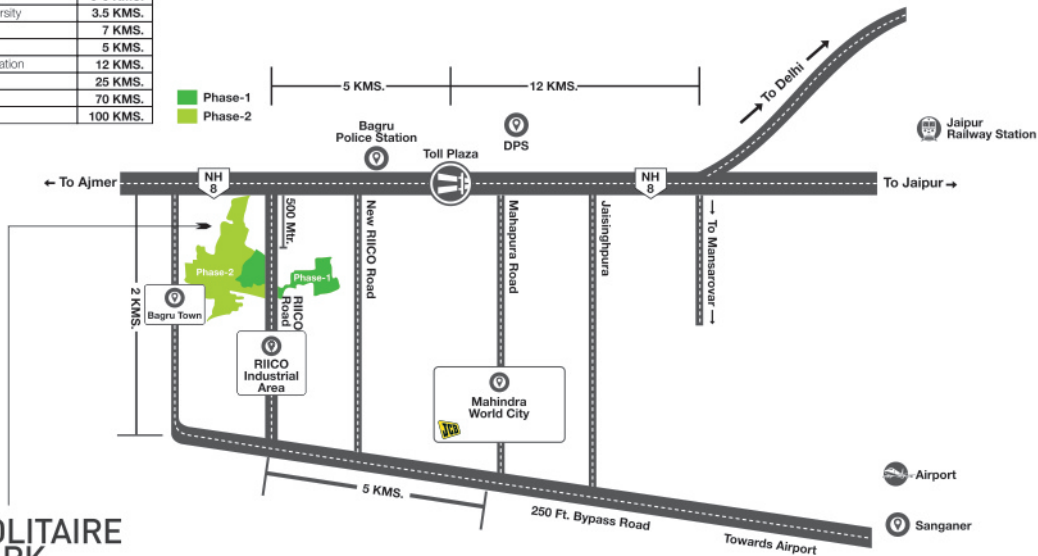 rsity 3.5 KMS.
7 KMS.
5 KMS.
ation 12 KMS.
25 KMS.
70 KMS.
100 KMS.
Phase-1
Phase-2
5 KMS.
12 KMS.
To Delhi
Bagru
Police Station
DPS
Toll Plaza
Jaipur
Railway Station
← To Ajmer
NH
8
NH
8
To Jaipur →
500 Mtr.
New RIICO Road
Mahapura Road
Jaisinghpura
To Mansarovar
Phase-2
Phase-1
2 KMS.
Bagru Town
RIICO
Road
RIICO
Industrial
Area
Mahindra
World City
JCB
5 KMS.
250 Ft. Bypass Road
Towards Airport
Airport
Sanganer
OLITAIRE
RK